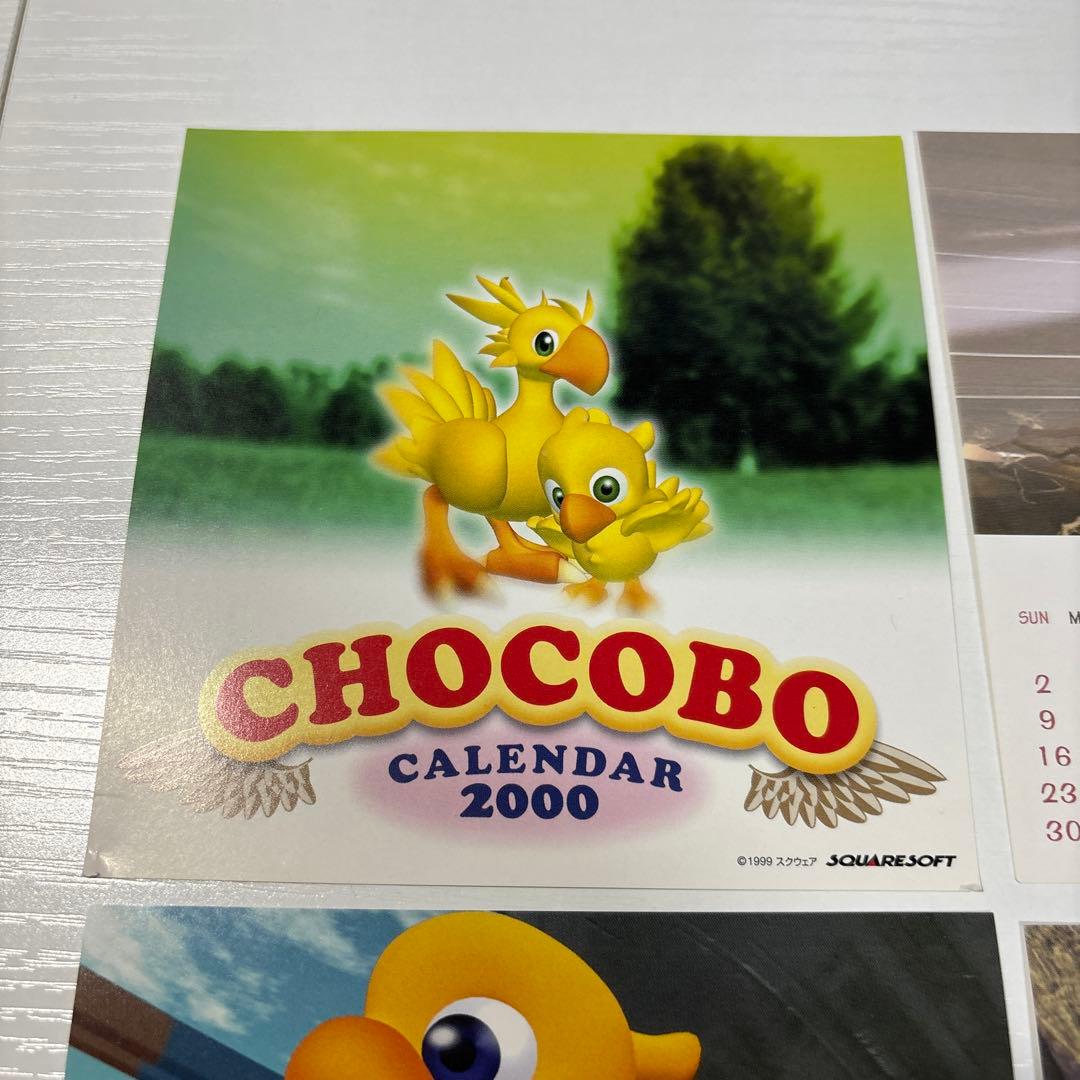 CHOCOBO
CALENDAR
2000
©1999 スクウェア SQUARESOFT
SUN
2
9
16
23
30